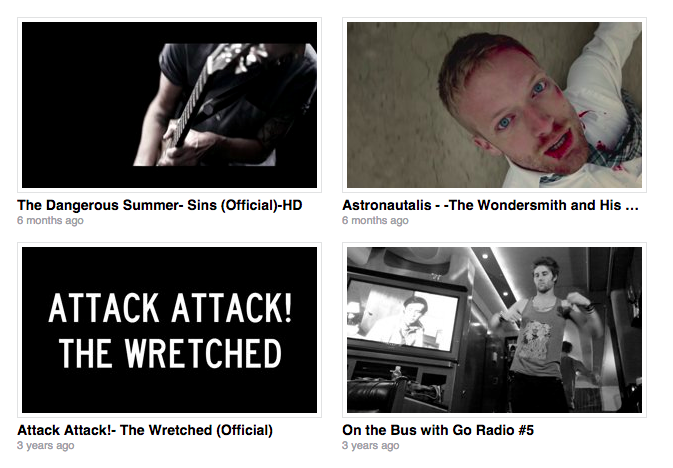 The Dangerous Summer- Sins (Official)-HD
6 months ago
Astronautalis - -The Wondersmith and His ...
6 months ago
ATTACK ATTACK!
THE WRETCHED
Attack Attack!- The Wretched (Official)
3 years ago
On the Bus with Go Radio #5
3 years ago